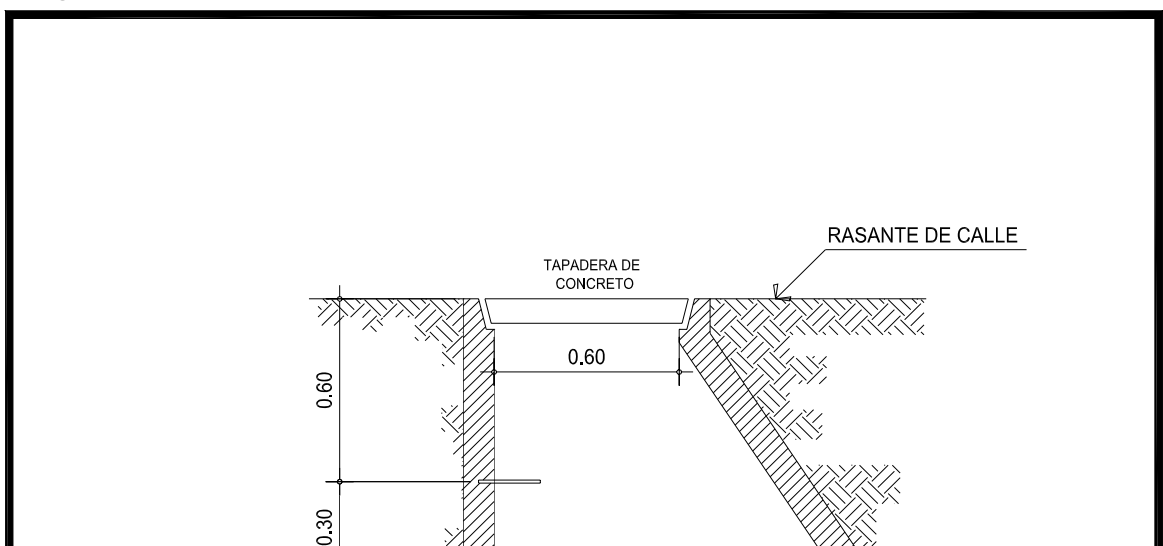 RASANTE DE CALLE
TAPADERA DE
CONCRETO
0.60
0.60
0.30